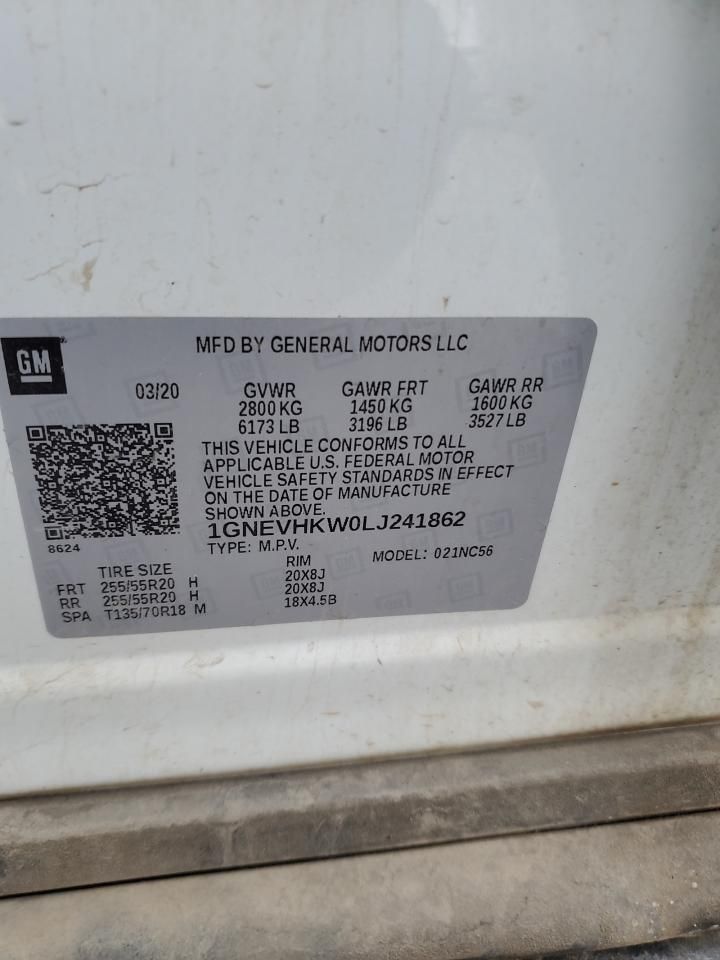 GM
MFD BY GENERAL MOTORS LLC
03/20 GVWR GAWR FRT GAWR RR
2800 KG 1450 KG 1600 KG
6173 LB 3196 LB 3527 LB
THIS VEHICLE CONFORMS TO ALL
APPLICABLE U.S. FEDERAL MOTOR
VEHICLE SAFETY STANDARDS IN EFFECT
ON THE DATE OF MANUFACTURE
SHOWN ABOVE.
1GNEVHKW0LJ241862
8624
TYPE: M.P.V. MODEL: 021NC56
TIRE SIZE RIM
FRT 255/55R20 H 20X8J
RR 255/55R20 H 20X8J
SPA T135/70R18 M 18X4.5B